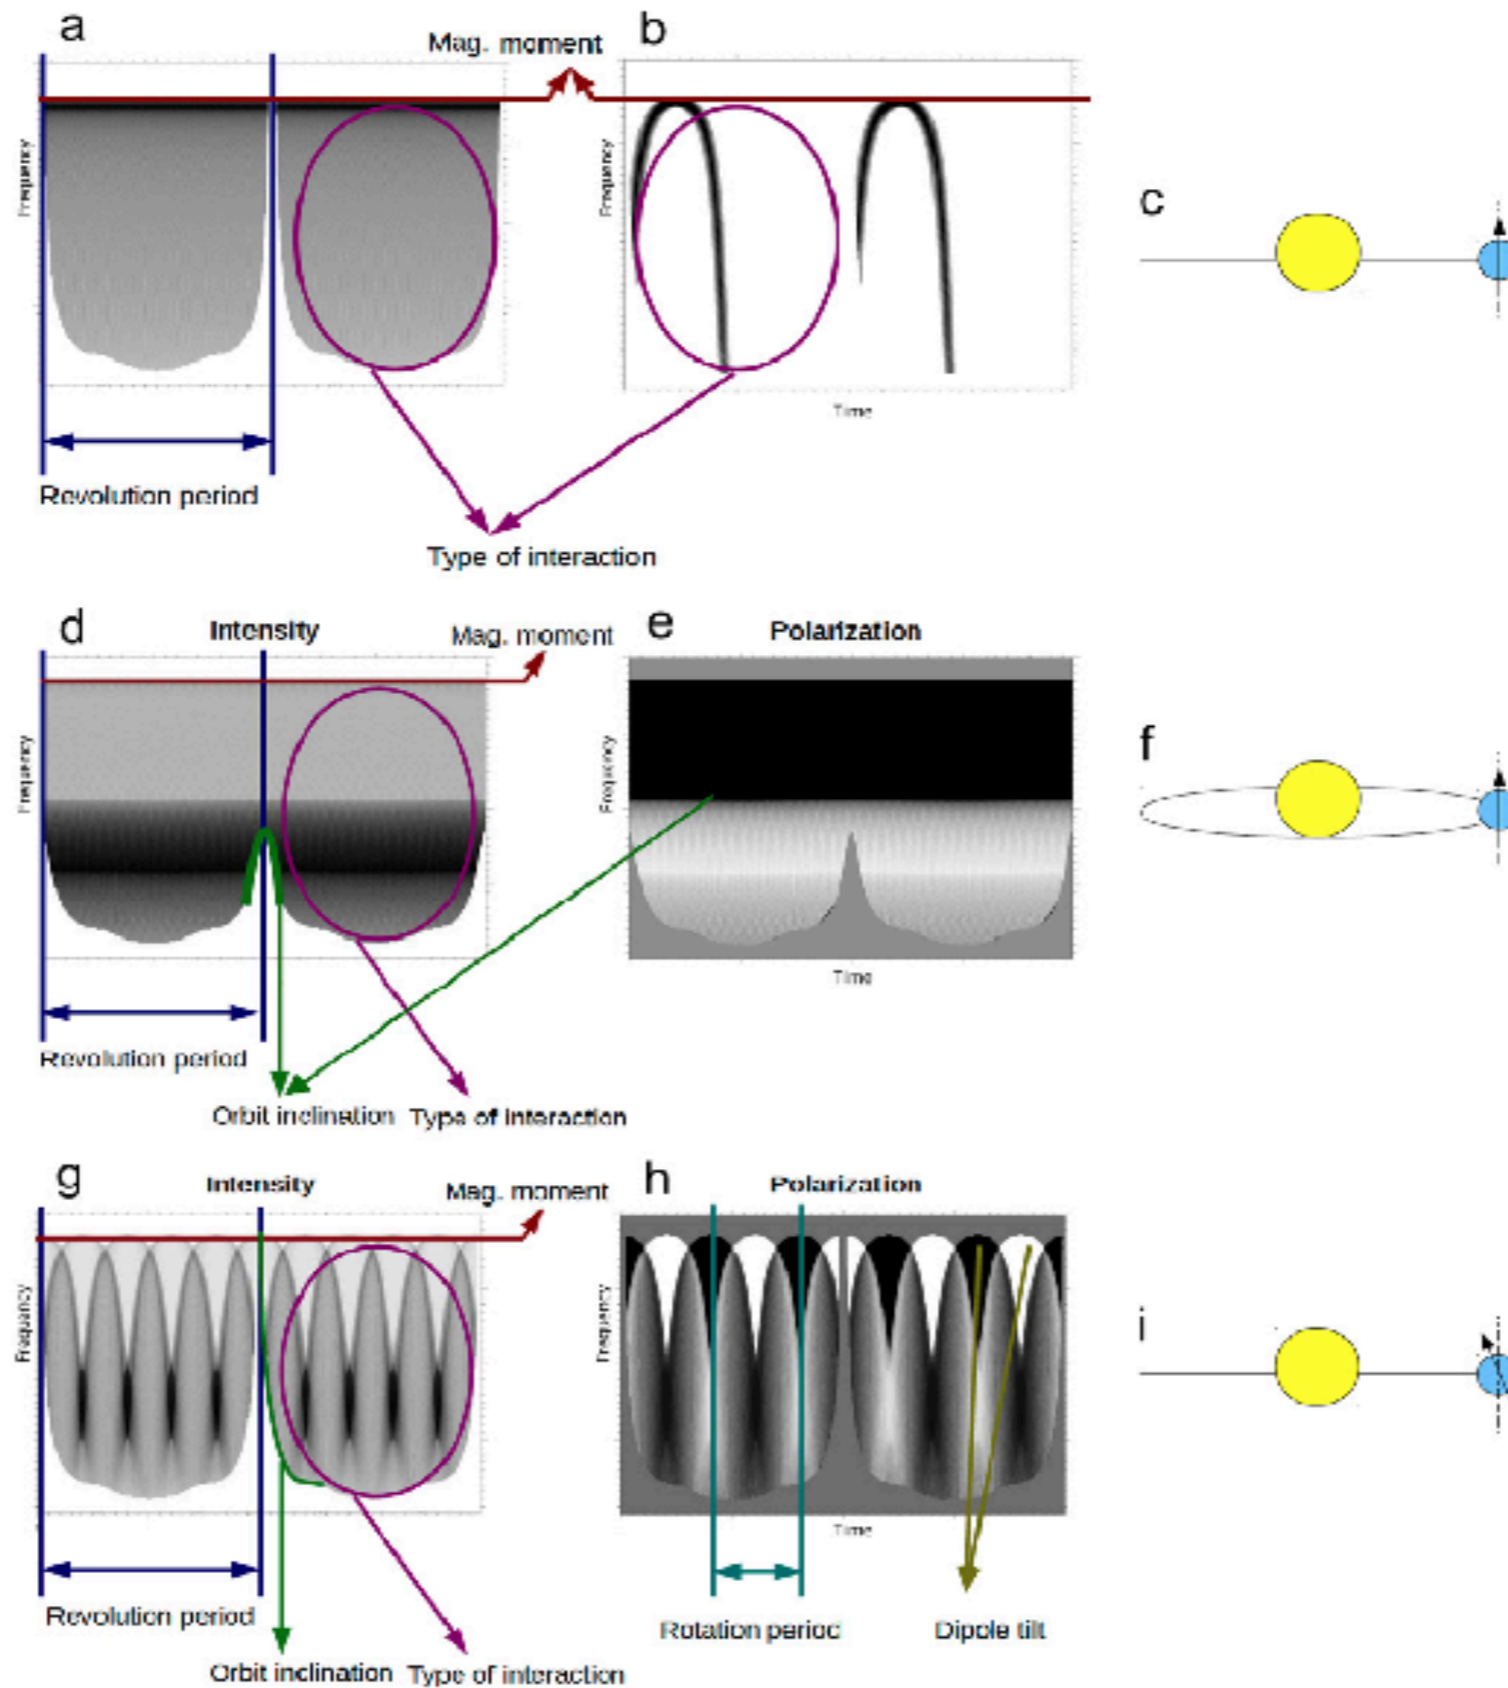 a
Mag. moment
b
Frequency
Frequency
c
Time
Revolution period
Type of interaction
d
Intensity
Mag. moment
e
Polarization
Frequency
Frequency
f
Time
Revolution period
Orbit inclination
Type of interaction
g
Intensity
Mag. moment
h
Polarization
Frequency
Frequency
i
Time
Revolution period
Rotation period
Dipole tilt
Orbit inclination
Type of interaction